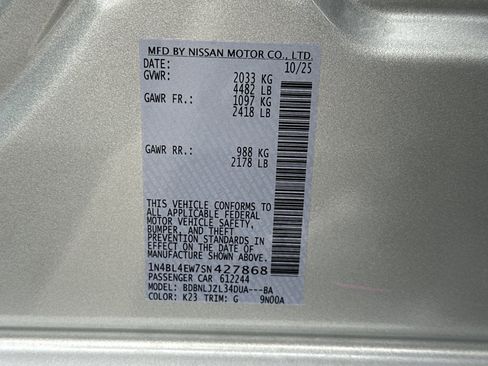 MFD BY NISSAN MOTOR CO., LTD.
DATE: 10/25
GVWR: 2033 KG
4482 LB
GAWR FR.: 1097 KG
2418 LB
GAWR RR.: 988 KG
2178 LB
THIS VEHICLE CONFORMS TO
ALL APPLICABLE FEDERAL
MOTOR VEHICLE SAFETY,
BUMPER, AND THEFT
PREVENTION STANDARDS IN
EFFECT ON THE DATE OF
MANUFACTURE SHOWN ABOVE.
1N4BL4EW7SN427868
PASSENGER CAR 612244
MODEL: BDBNLJZL34DUA---BA
COLOR: K23 TRIM: G 9N00A